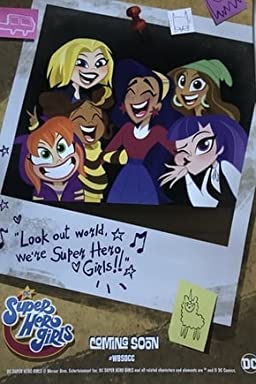 "Look out world,
we're Super Hero
Girls!!"
Super
Hero
Girls
COMING SOON
#WBSDCC
DC SUPER HERO GIRLS © Warner Bros. Entertainment Inc. DC SUPER HERO GIRLS and all related characters and elements are ™ and © DC Comics.
DC